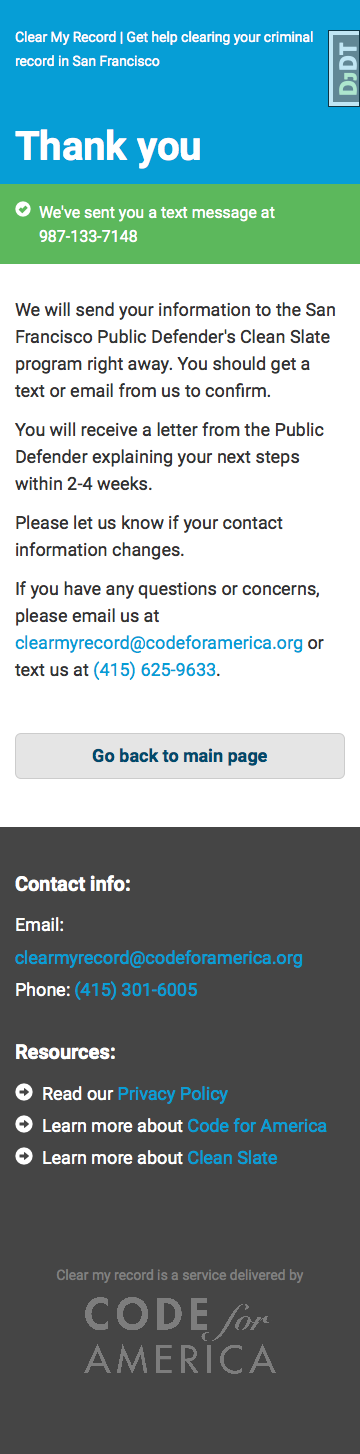 Clear My Record | Get help clearing your criminal
record in San Francisco
DJDT
Thank you
We've sent you a text message at
987-133-7148
We will send your information to the San
Francisco Public Defender's Clean Slate
program right away. You should get a
text or email from us to confirm.
You will receive a letter from the Public
Defender explaining your next steps
within 2-4 weeks.
Please let us know if your contact
information changes.
If you have any questions or concerns,
please email us at
clearmyrecord@codeforamerica.org or
text us at (415) 625-9633.
Go back to main page
Contact info:
Email:
clearmyrecord@codeforamerica.org
Phone: (415) 301-6005
Resources:
Read our Privacy Policy
Learn more about Code for America
Learn more about Clean Slate
Clear my record is a service delivered by
CODE for
AMERICA